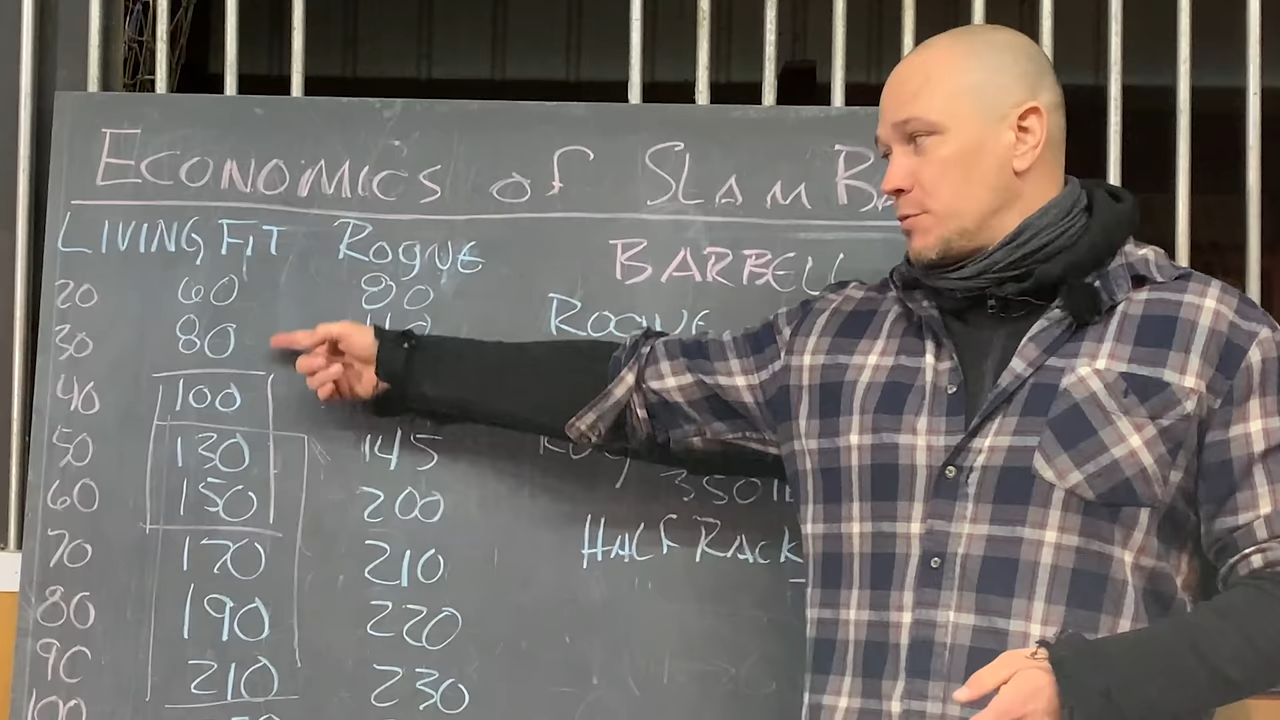 ECONOMICS of SLAM
LIVING FIT ROGUE BARBELL
20 60 80 ROGUE
30 80
40 100
50 130 145
60 150 200 350
70 170 210 HALF RACK
80 190 220
90 210 230
100